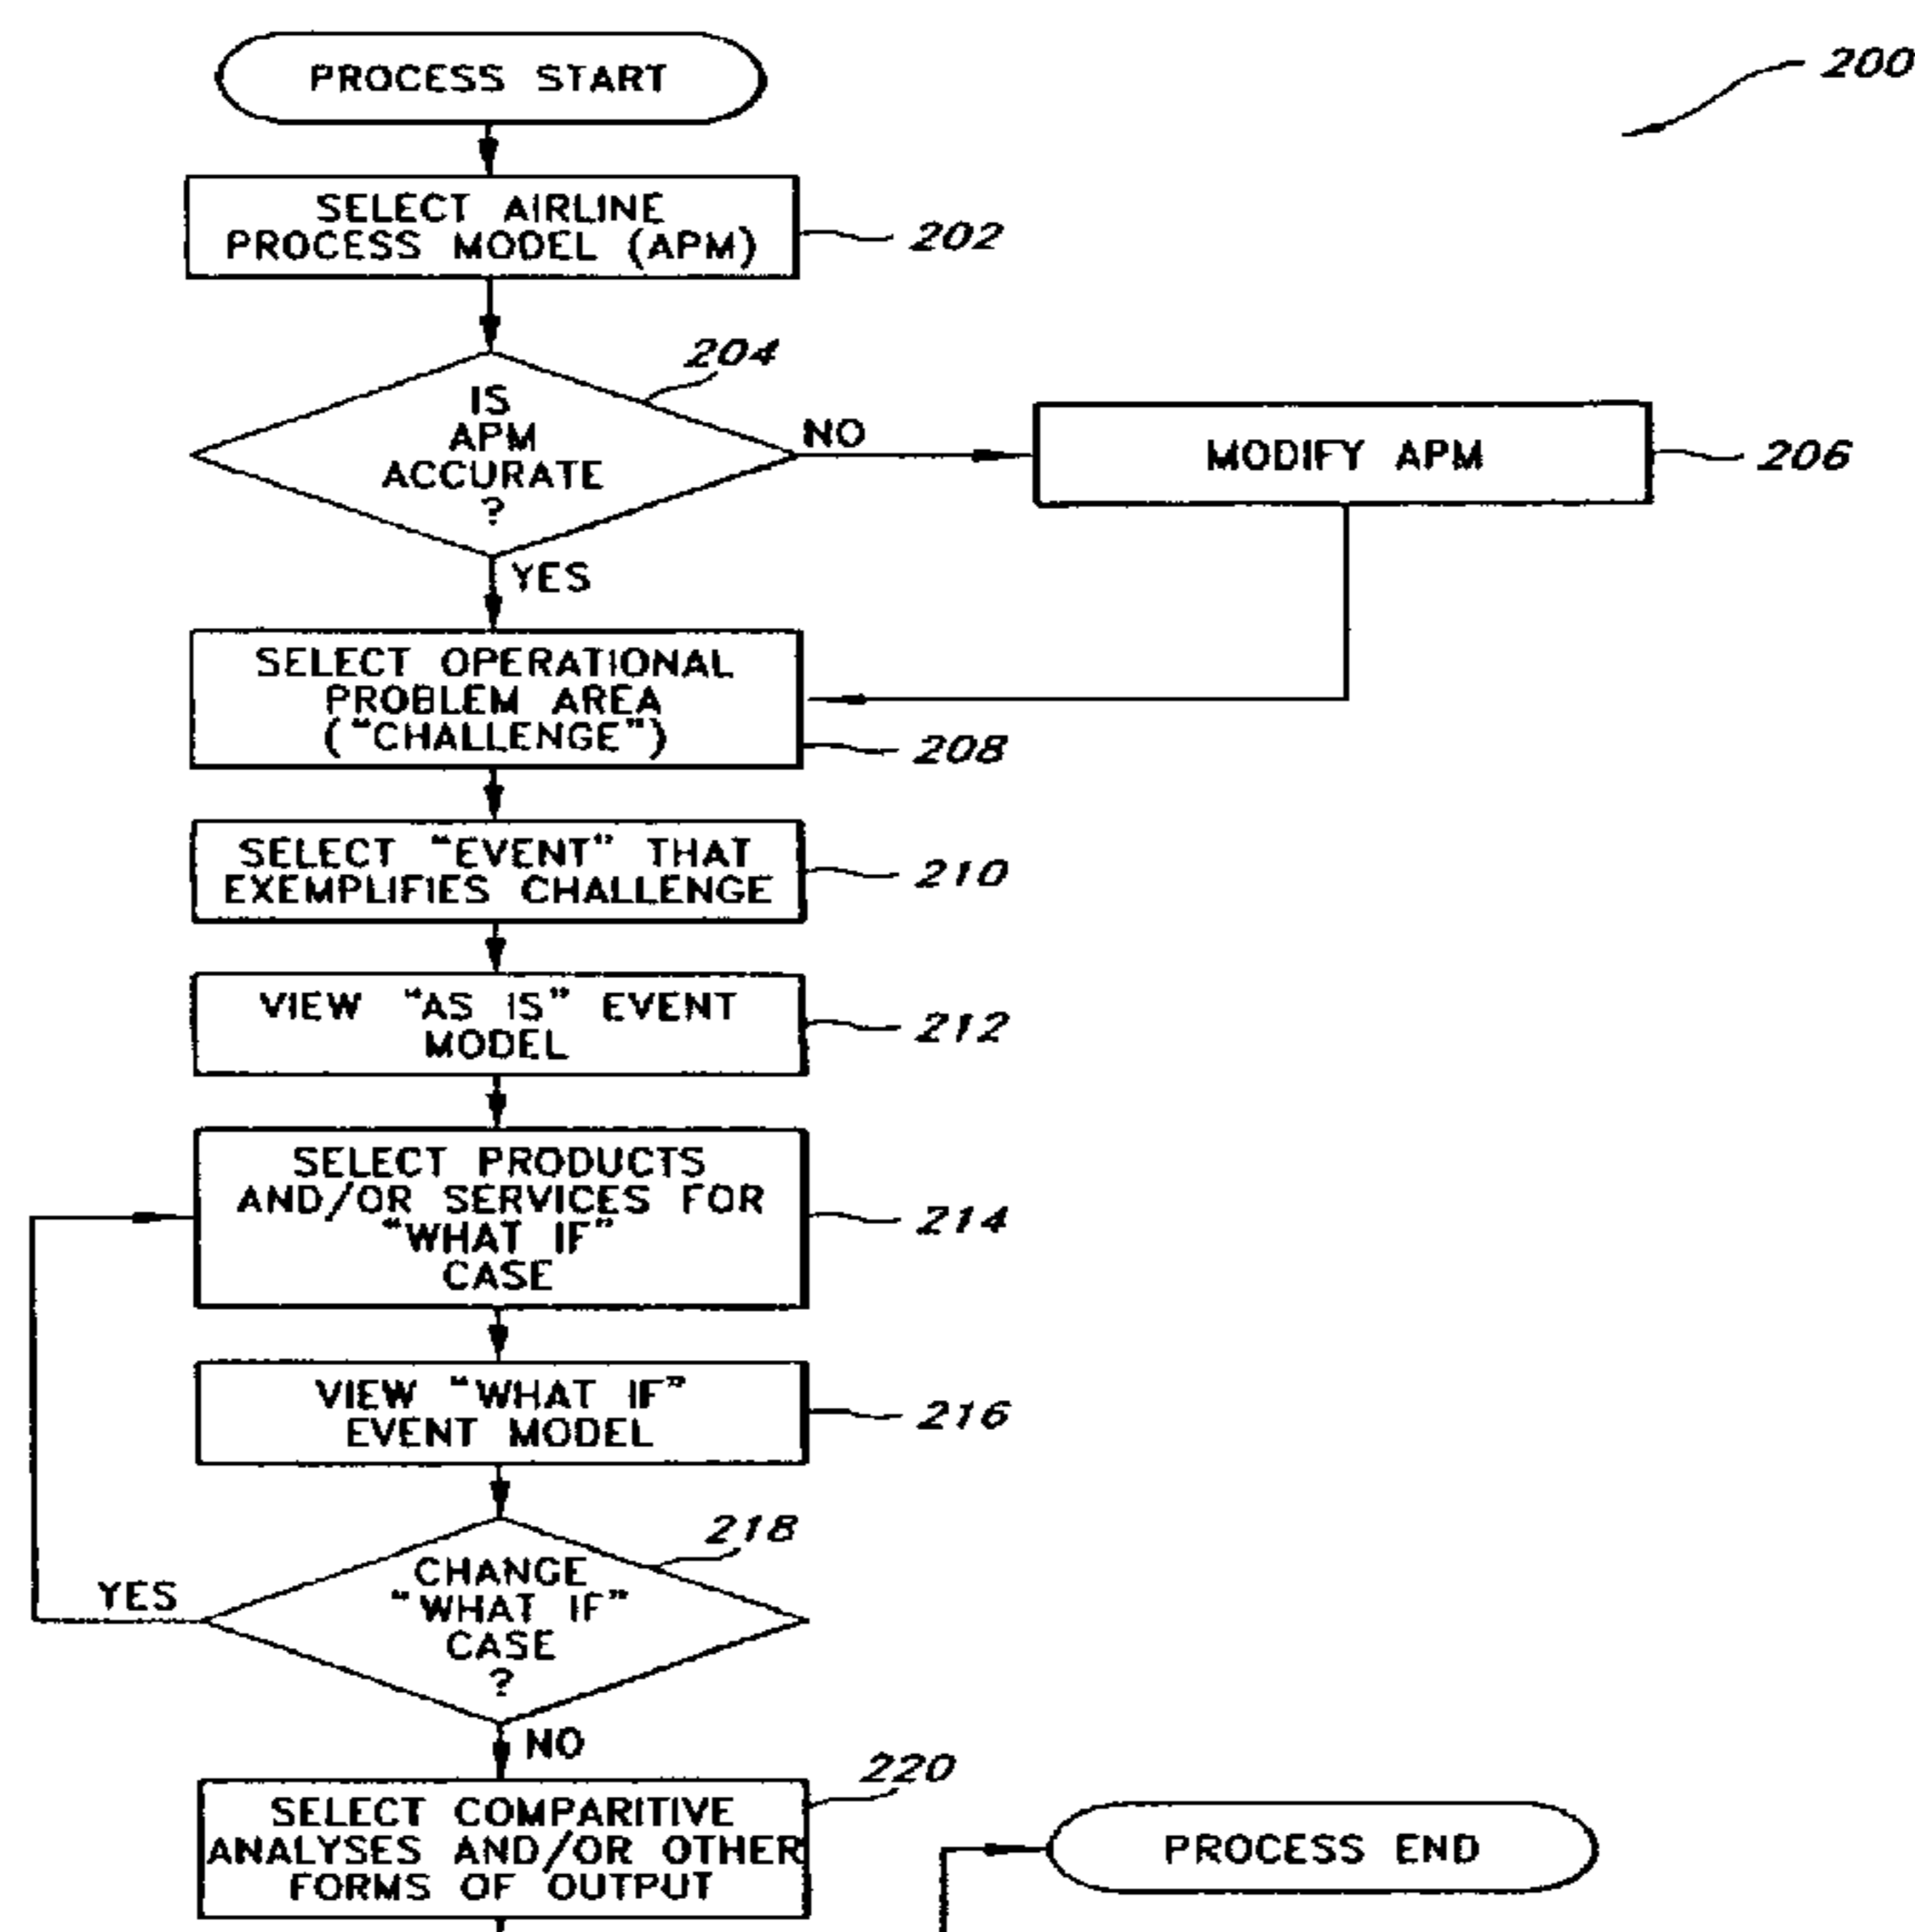 PROCESS START
200
SELECT AIRLINE
PROCESS MODEL (APM)
202
204
IS
APM
ACCURATE
?
NO
MODIFY APM
206
YES
SELECT OPERATIONAL
PROBLEM AREA
("CHALLENGE")
208
SELECT "EVENT" THAT
EXEMPLIFIES CHALLENGE
210
VIEW "AS IS" EVENT
MODEL
212
SELECT PRODUCTS
AND/OR SERVICES FOR
"WHAT IF"
CASE
214
VIEW "WHAT IF"
EVENT MODEL
216
218
CHANGE
"WHAT IF"
CASE
?
YES
NO
220
SELECT COMPARITIVE
ANALYSES AND/OR OTHER
FORMS OF OUTPUT
PROCESS END